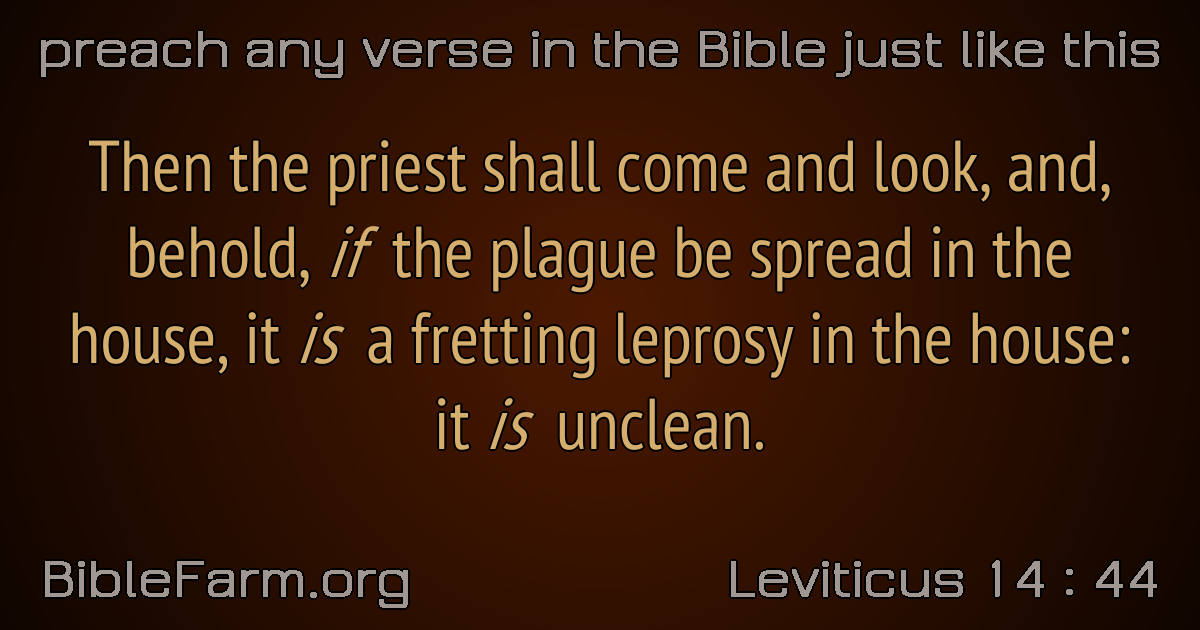 preach any verse in the Bible just like this
Then the priest shall come and look, and,
behold, if the plague be spread in the
house, it is a fretting leprosy in the house:
it is unclean.
BibleFarm.org
Leviticus 14 : 44